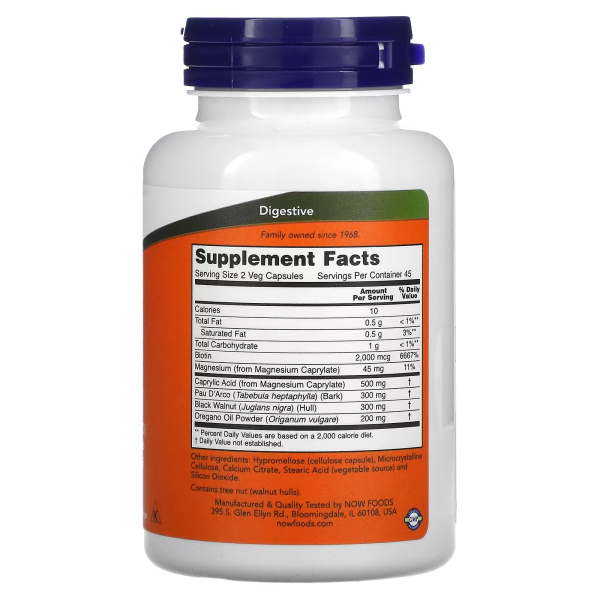 Digestive
Family owned since 1968.
Supplement Facts
Serving Size 2 Veg Capsules Servings Per Container 45
Amount Per Serving % Daily Value
Calories 10
Total Fat 0.5 g < 1%**
Saturated Fat 0.5 g 3%**
Total Carbohydrate 1 g < 1%**
Biotin 2,000 mcg 6667%
Magnesium (from Magnesium Caprylate) 45 mg 11%
Caprylic Acid (from Magnesium Caprylate) 500 mg †
Pau D'Arco (Tabebuia heptaphylla) (Bark) 300 mg †
Black Walnut (Juglans nigra) (Hull) 300 mg †
Oregano Oil Powder (Origanum vulgare) 200 mg †
** Percent Daily Values are based on a 2,000 calorie diet.
† Daily Value not established.
Other ingredients: Hypromellose (cellulose capsule), Microcrystalline
Cellulose, Calcium Citrate, Stearic Acid (vegetable source) and
Silicon Dioxide.
Contains tree nut (walnut hulls).
Manufactured & Quality Tested by NOW FOODS
395 S. Glen Ellyn Rd., Bloomingdale, IL 60108, USA
nowfoods.com